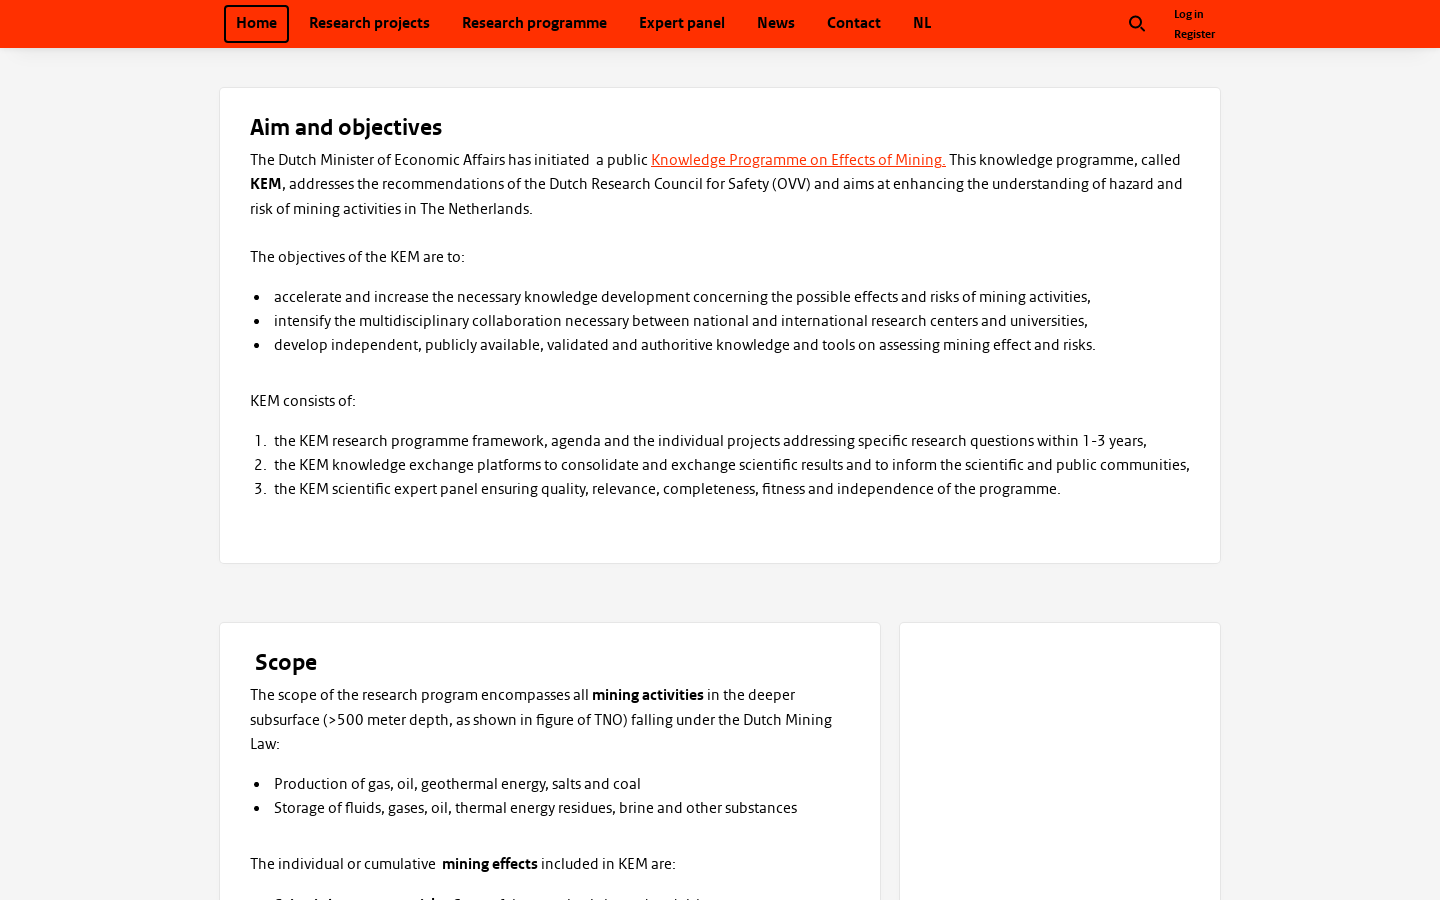 Home Research projects Research programme Expert panel News Contact NL
Log in
Register
Aim and objectives
The Dutch Minister of Economic Affairs has initiated  a public Knowledge Programme on Effects of Mining. This knowledge programme, called
KEM, addresses the recommendations of the Dutch Research Council for Safety (OVV) and aims at enhancing the understanding of hazard and
risk of mining activities in The Netherlands.
The objectives of the KEM are to:
• accelerate and increase the necessary knowledge development concerning the possible effects and risks of mining activities,
• intensify the multidisciplinary collaboration necessary between national and international research centers and universities,
• develop independent, publicly available, validated and authoritive knowledge and tools on assessing mining effect and risks.
KEM consists of:
1. the KEM research programme framework, agenda and the individual projects addressing specific research questions within 1-3 years,
2. the KEM knowledge exchange platforms to consolidate and exchange scientific results and to inform the scientific and public communities,
3. the KEM scientific expert panel ensuring quality, relevance, completeness, fitness and independence of the programme.
Scope
The scope of the research program encompasses all mining activities in the deeper
subsurface (>500 meter depth, as shown in figure of TNO) falling under the Dutch Mining
Law:
• Production of gas, oil, geothermal energy, salts and coal
• Storage of fluids, gases, oil, thermal energy residues, brine and other substances
The individual or cumulative  mining effects included in KEM are: